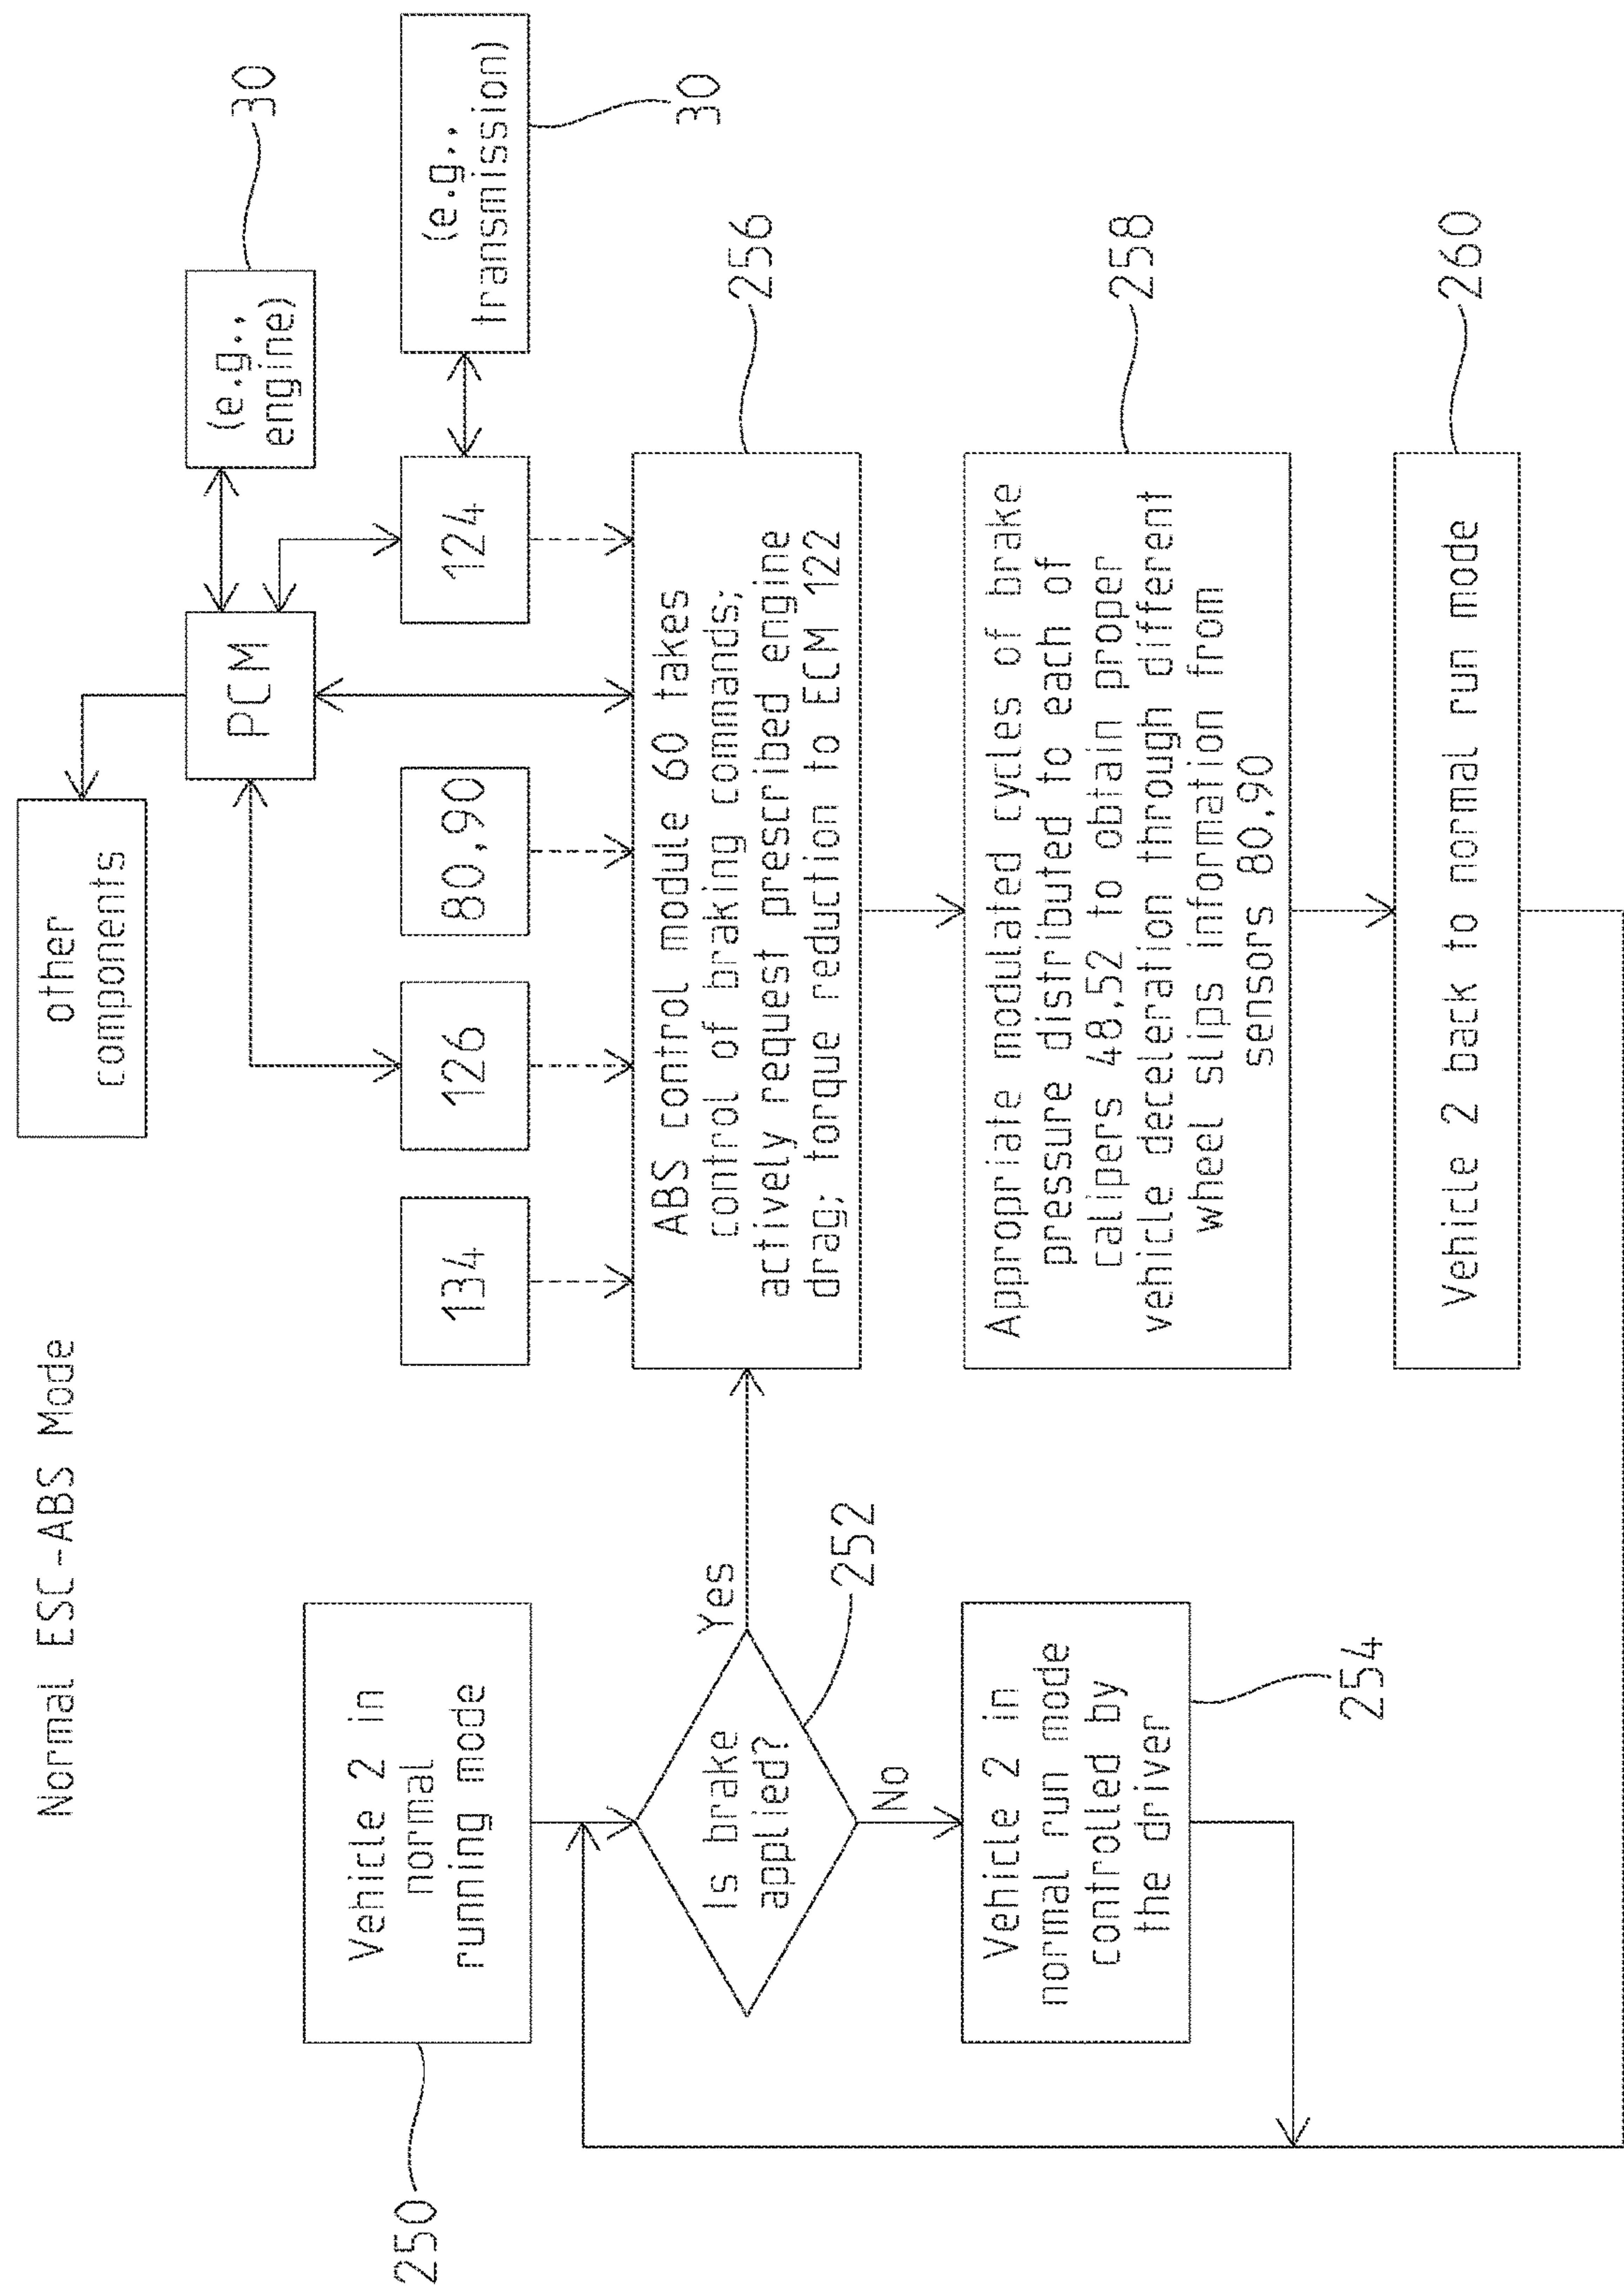 Normal ESC-ABS Mode
250
Vehicle 2 in
normal
running mode
Is brake
applied?
252
Yes
No
Vehicle 2 in
normal run mode
controlled by
the driver
254
other
components
PCM
(e.g.,
engine)
30
134
126
80,90
124
(e.g.,
transmission)
30
ABS control module 60 takes
control of braking commands;
actively request prescribed engine
drag; torque reduction to ECM 122
256
Appropriate modulated cycles of brake
pressure distributed to each of
calipers 48,52 to obtain proper
vehicle deceleration through different
wheel slips information from
sensors 80,90
258
Vehicle 2 back to normal run mode
260